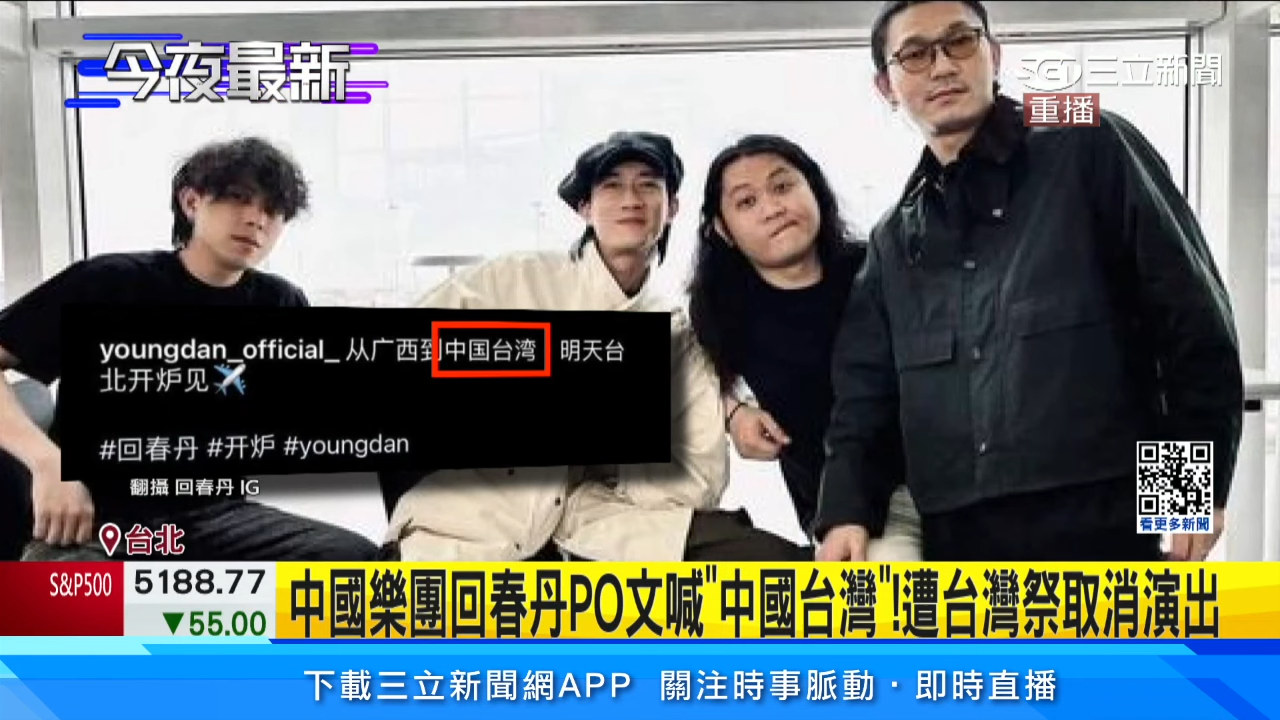 今夜最新
SET三立新聞
重播
youngdan_official_ 从广西到中国台湾 明天台
北开炉见✈️
#回春丹 #开炉 #youngdan
翻攝 回春丹 IG
看更多新聞
台北
S&P500 5188.77
▼55.00
中國樂團回春丹PO文喊"中國台灣"!遭台灣祭取消演出
下載三立新聞網APP 關注時事脈動・即時直播